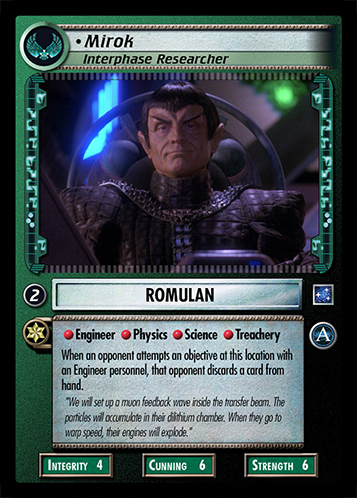 • Mirok
Interphase Researcher
2
ROMULAN
A
• Engineer • Physics • Science • Treachery
When an opponent attempts an objective at this location with
an Engineer personnel, that opponent discards a card from
hand.
"We will set up a muon feedback wave inside the transfer beam. The
particles will accumulate in their dilithium chamber. When they go to
warp speed, their engines will explode."
INTEGRITY 4 CUNNING 6 STRENGTH 6